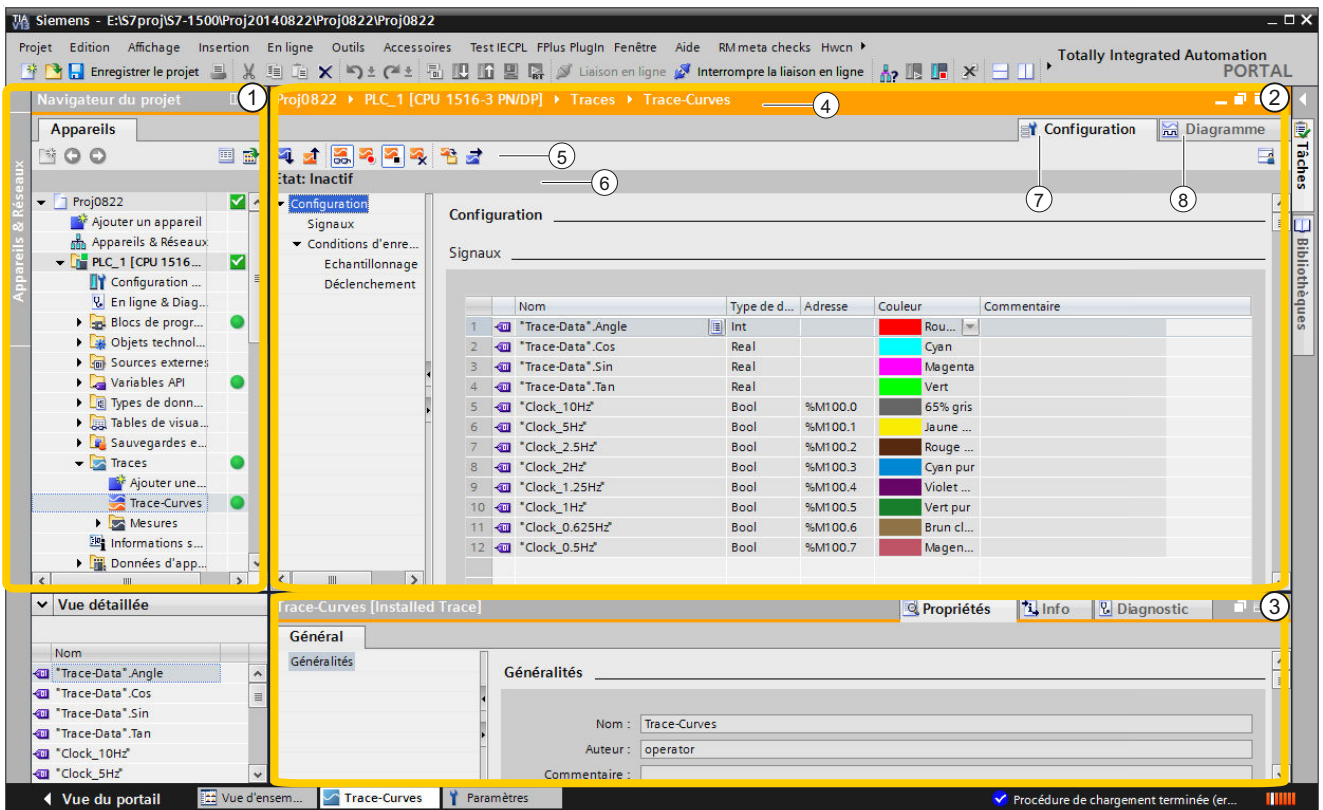 TIA V13 Siemens - E:\S7proj\S7-1500\Proj20140822\Proj0822\Proj0822
Projet Edition Affichage Insertion En ligne Outils Accessoires Test IECPL FPlus PlugIn Fenêtre Aide RM meta checks Hwcn
Totally Integrated Automation
PORTAL
Enregistrer le projet Liaison en ligne Interrompre la liaison en ligne
Navigateur du projet 1
Proj0822 PLC_1 [CPU 1516-3 PN/DP] Traces Trace-Curves 4 2
Appareils
Configuration Diagramme
5
7 8
Etat: Inactif 6
Appareils & Réseaux
Proj0822
Ajouter un appareil
Appareils & Réseaux
PLC_1 [CPU 1516...
Configuration ...
En ligne & Diag...
Blocs de progr...
Objets technol...
Sources externes
Variables API
Types de donn...
Tables de visua...
Sauvegardes e...
Traces
Ajouter une...
Trace-Curves
Mesures
Informations s...
Données d'app...
Configuration
Signaux
Conditions d'enre...
Echantillonnage
Déclenchement
Configuration
Signaux
Nom Type de d... Adresse Couleur Commentaire
1 "Trace-Data".Angle Int Rou...
2 "Trace-Data".Cos Real Cyan
3 "Trace-Data".Sin Real Magenta
4 "Trace-Data".Tan Real Vert
5 "Clock_10Hz" Bool %M100.0 65% gris
6 "Clock_5Hz" Bool %M100.1 Jaune ...
7 "Clock_2.5Hz" Bool %M100.2 Rouge ...
8 "Clock_2Hz" Bool %M100.3 Cyan pur
9 "Clock_1.25Hz" Bool %M100.4 Violet ...
10 "Clock_1Hz" Bool %M100.5 Vert pur
11 "Clock_0.625Hz" Bool %M100.6 Brun cl...
12 "Clock_0.5Hz" Bool %M100.7 Magen...
Tâches
Bibliothèques
Vue détaillée
Nom
"Trace-Data".Angle
"Trace-Data".Cos
"Trace-Data".Sin
"Trace-Data".Tan
"Clock_10Hz"
"Clock_5Hz"
Trace-Curves [Installed Trace] Propriétés Info Diagnostic 3
Général
Généralités
Généralités
Nom : Trace-Curves
Auteur : operator
Commentaire :
Vue du portail Vue d'ensem... Trace-Curves Paramètres Procédure de chargement terminée (er...